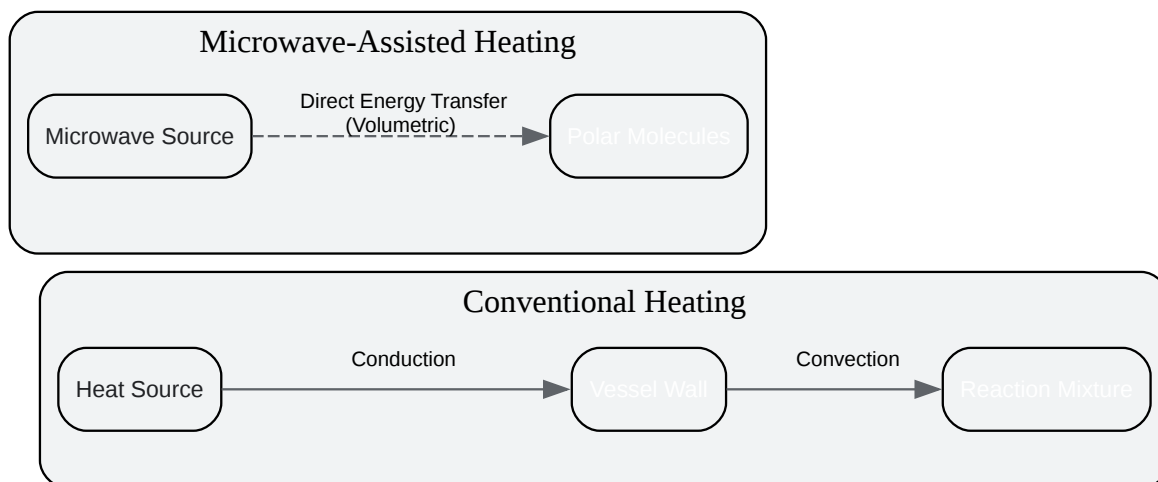 Microwave-Assisted Heating
Direct Energy Transfer
(Volumetric)
Microwave Source
Polar Molecules
Conventional Heating
Conduction
Convection
Heat Source
Vessel Wall
Reaction Mixture